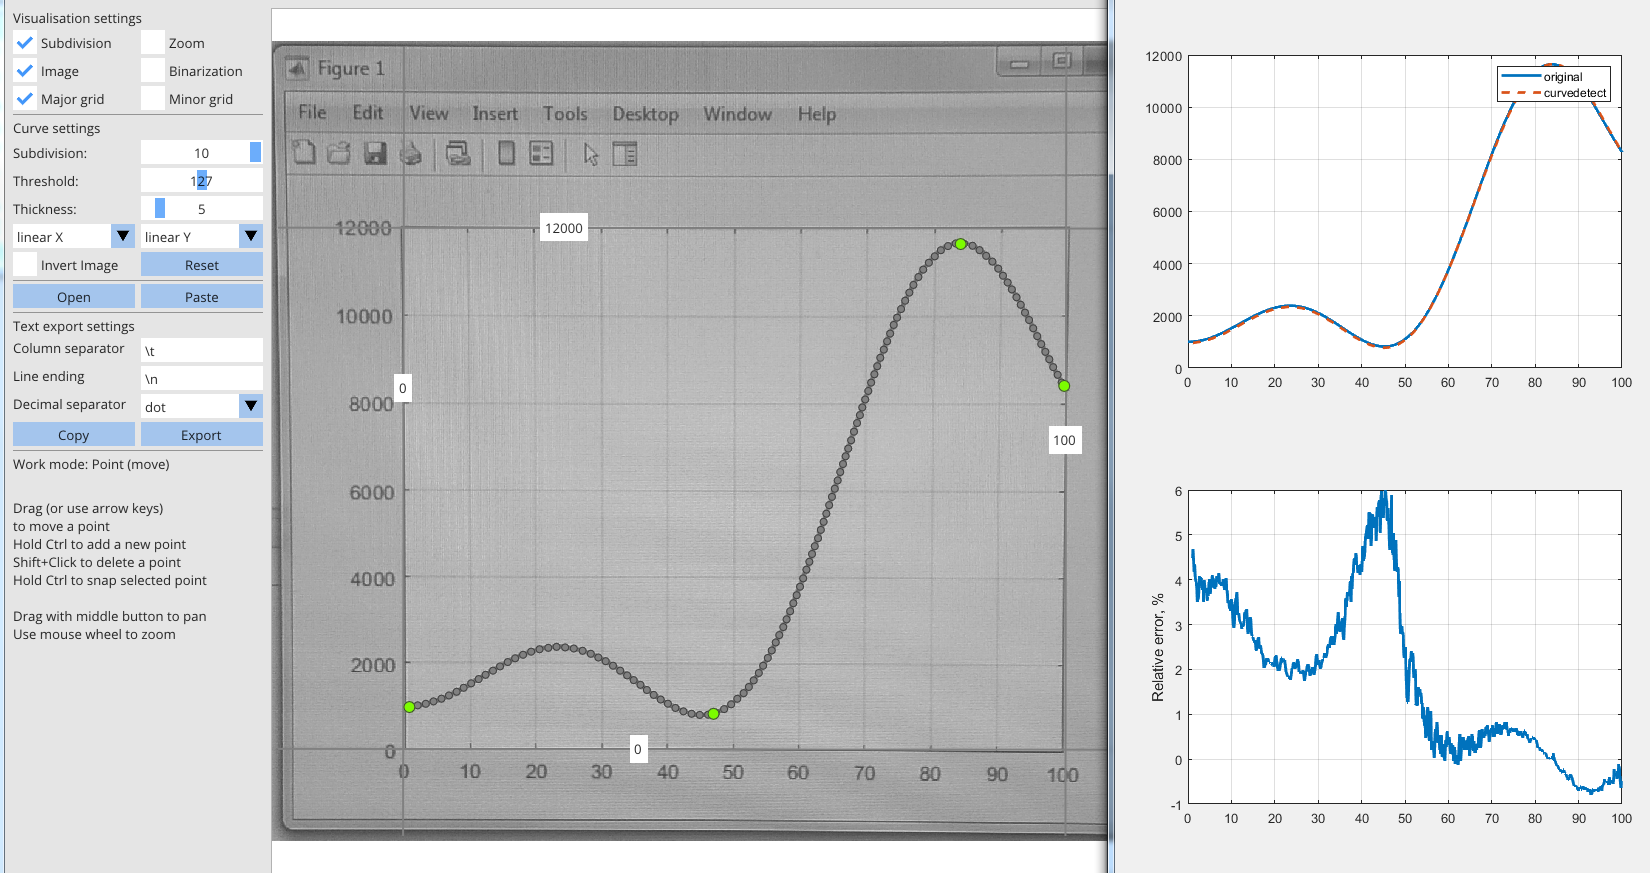 Visualisation settings
Subdivision Zoom
Image Binarization
Major grid Minor grid
Curve settings
Subdivision: 10
Threshold: 127
Thickness: 5
linear X linear Y
Invert Image Reset
Open Paste
Text export settings
Column separator \t
Line ending \n
Decimal separator dot
Copy Export
Work mode: Point (move)
Drag (or use arrow keys)
to move a point
Hold Ctrl to add a new point
Shift+Click to delete a point
Hold Ctrl to snap selected point
Drag with middle button to pan
Use mouse wheel to zoom
Figure 1
File Edit View Insert Tools Desktop Window Help
12000 12000
10000
0
8000
100
6000
4000
2000
0
0
0 10 20 30 40 50 60 70 80 90 100
12000
original
curvedetect
10000
8000
6000
4000
2000
0
0 10 20 30 40 50 60 70 80 90 100
Relative error, %
6
5
4
3
2
1
0
-1
0 10 20 30 40 50 60 70 80 90 100